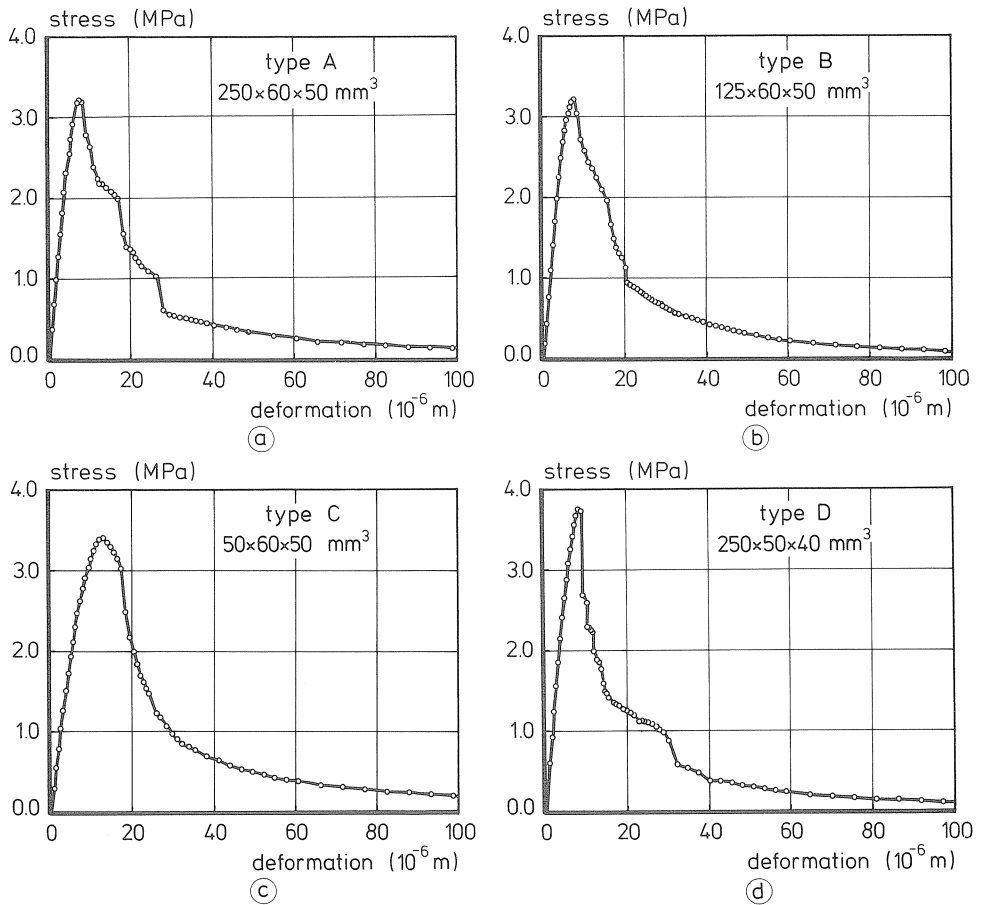 stress (MPa)
4.0
3.0
2.0
1.0
0.0
type A
250×60×50 mm³
0 20 40 60 80 100
deformation (10⁻⁶ m)
a
stress (MPa)
4.0
3.0
2.0
1.0
0.0
type B
125×60×50 mm³
0 20 40 60 80 100
deformation (10⁻⁶ m)
b
stress (MPa)
4.0
3.0
2.0
1.0
0.0
type C
50×60×50 mm³
0 20 40 60 80 100
deformation (10⁻⁶ m)
c
stress (MPa)
4.0
3.0
2.0
1.0
0.0
type D
250×50×40 mm³
0 20 40 60 80 100
deformation (10⁻⁶ m)
d